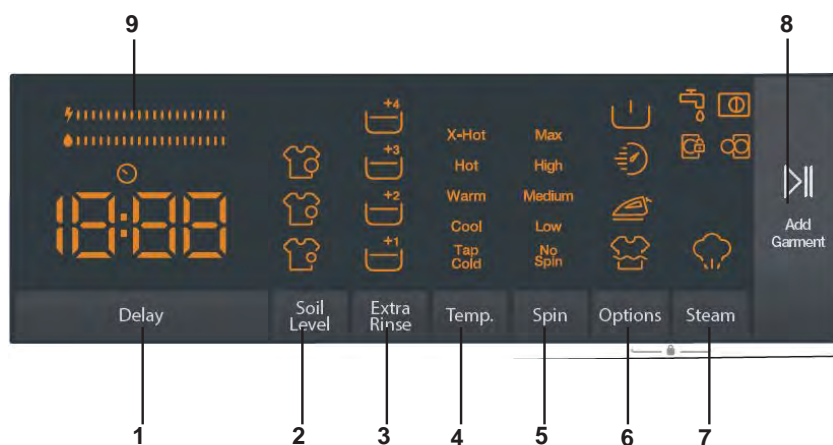 9
8
+4
X-Hot
Max
+3
Hot
High
Warm
Medium
+2
Cool
Low
+1
Tap
Cold
No
Spin
18:88
Add
Garment
Delay
Soil
Level
Extra
Rinse
Temp.
Spin
Options
Steam
1
2
3
4
5
6
7